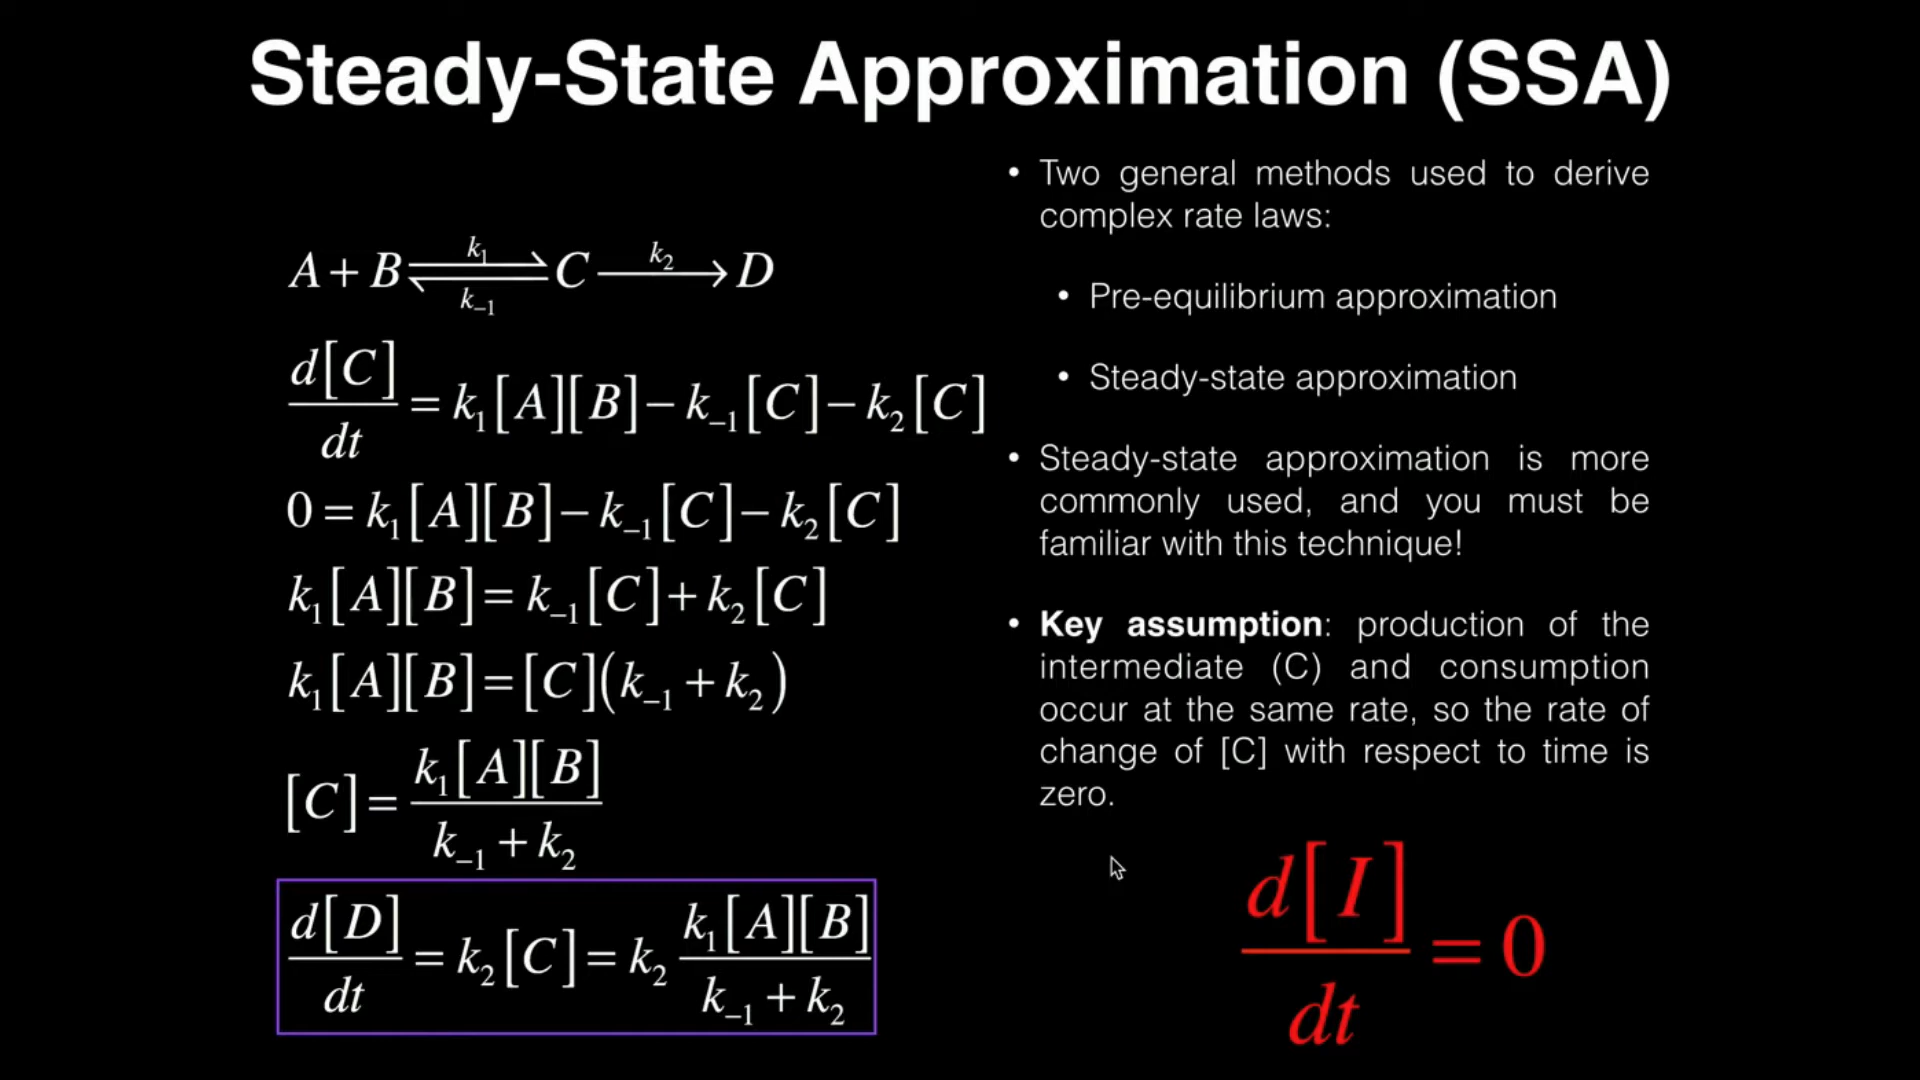 Steady-State Approximation (SSA)
A + B ⇌ C ⟶ D
k₁
k₋₁
k₂
d[C]/dt = k₁[A][B] − k₋₁[C] − k₂[C]
0 = k₁[A][B] − k₋₁[C] − k₂[C]
k₁[A][B] = k₋₁[C] + k₂[C]
k₁[A][B] = [C](k₋₁ + k₂)
[C] = k₁[A][B] / k₋₁ + k₂
d[D]/dt = k₂[C] = k₂ k₁[A][B] / k₋₁ + k₂
• Two general methods used to derive
complex rate laws:
• Pre-equilibrium approximation
• Steady-state approximation
• Steady-state approximation is more
commonly used, and you must be
familiar with this technique!
• Key assumption: production of the
intermediate (C) and consumption
occur at the same rate, so the rate of
change of [C] with respect to time is
zero.
d[I]/dt = 0